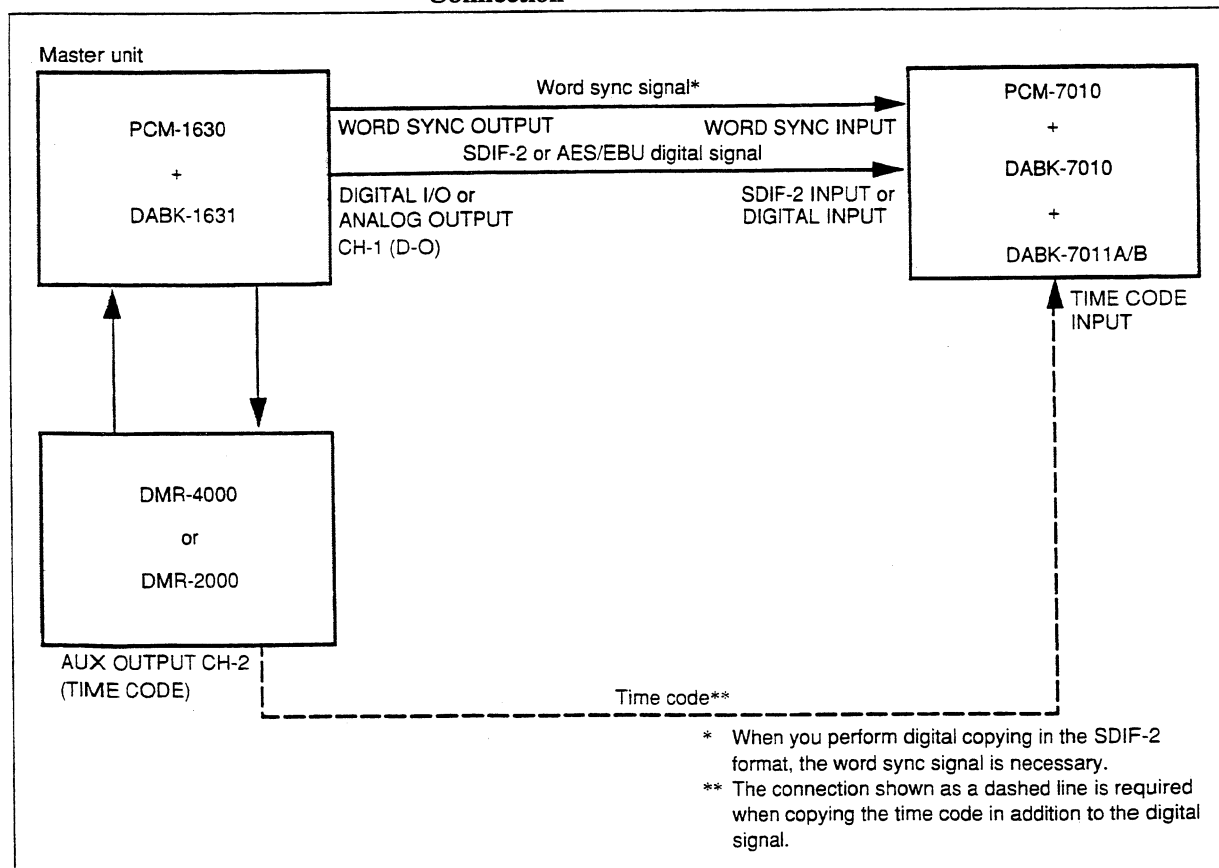 Connection
Master unit
PCM-1630
+
DABK-1631
Word sync signal*
WORD SYNC OUTPUT
WORD SYNC INPUT
SDIF-2 or AES/EBU digital signal
DIGITAL I/O or
ANALOG OUTPUT
CH-1 (D-O)
SDIF-2 INPUT or
DIGITAL INPUT
PCM-7010
+
DABK-7010
+
DABK-7011A/B
TIME CODE
INPUT
DMR-4000
or
DMR-2000
AUX OUTPUT CH-2
(TIME CODE)
Time code**
* When you perform digital copying in the SDIF-2
format, the word sync signal is necessary.
** The connection shown as a dashed line is required
when copying the time code in addition to the digital
signal.